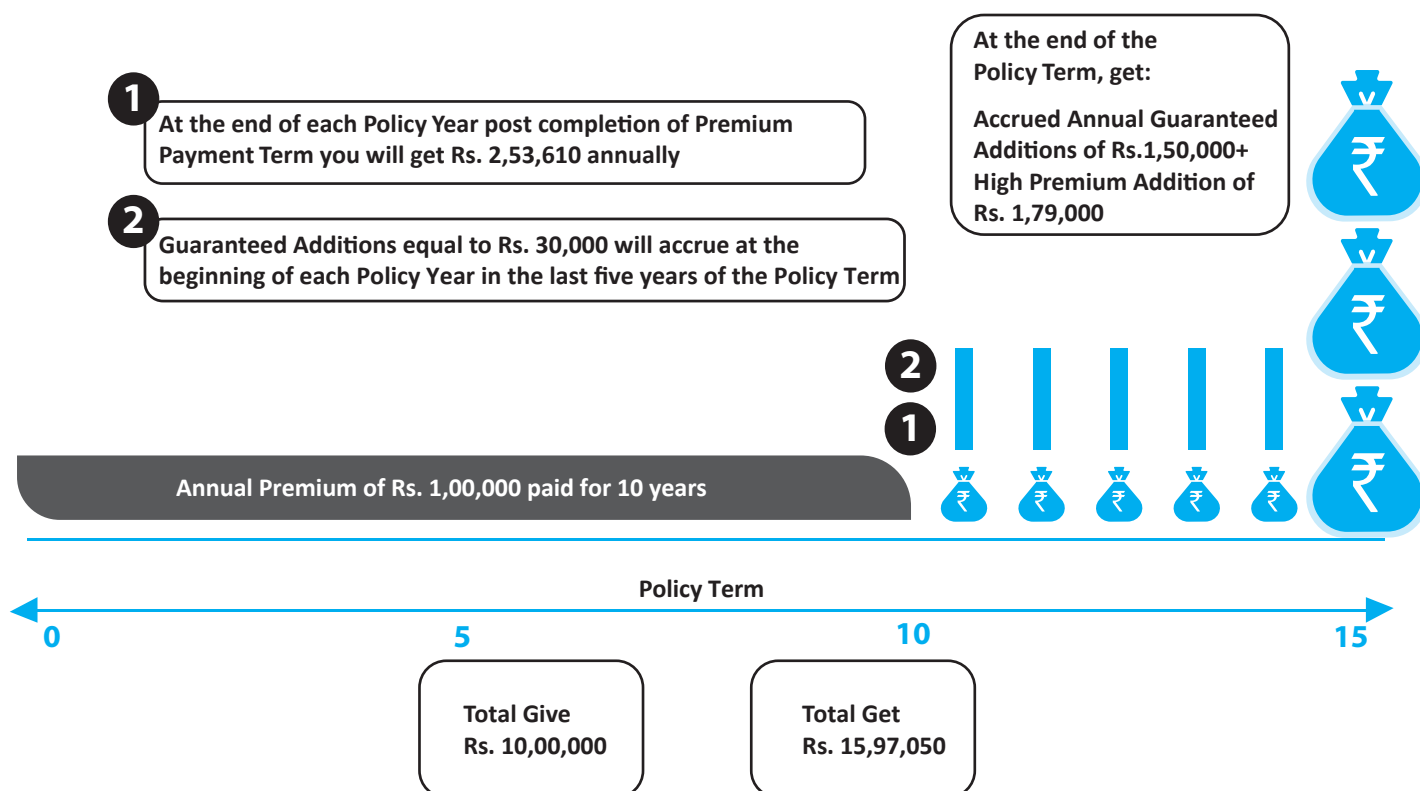 1
At the end of each Policy Year post completion of Premium
Payment Term you will get Rs. 2,53,610 annually
2
Guaranteed Additions equal to Rs. 30,000 will accrue at the
beginning of each Policy Year in the last five years of the Policy Term
At the end of the
Policy Term, get:
Accrued Annual Guaranteed
Additions of Rs.1,50,000+
High Premium Addition of
Rs. 1,79,000
₹
₹
₹
2
1
Annual Premium of Rs. 1,00,000 paid for 10 years
₹ ₹ ₹ ₹ ₹
Policy Term
0 5 10 15
Total Give
Rs. 10,00,000
Total Get
Rs. 15,97,050